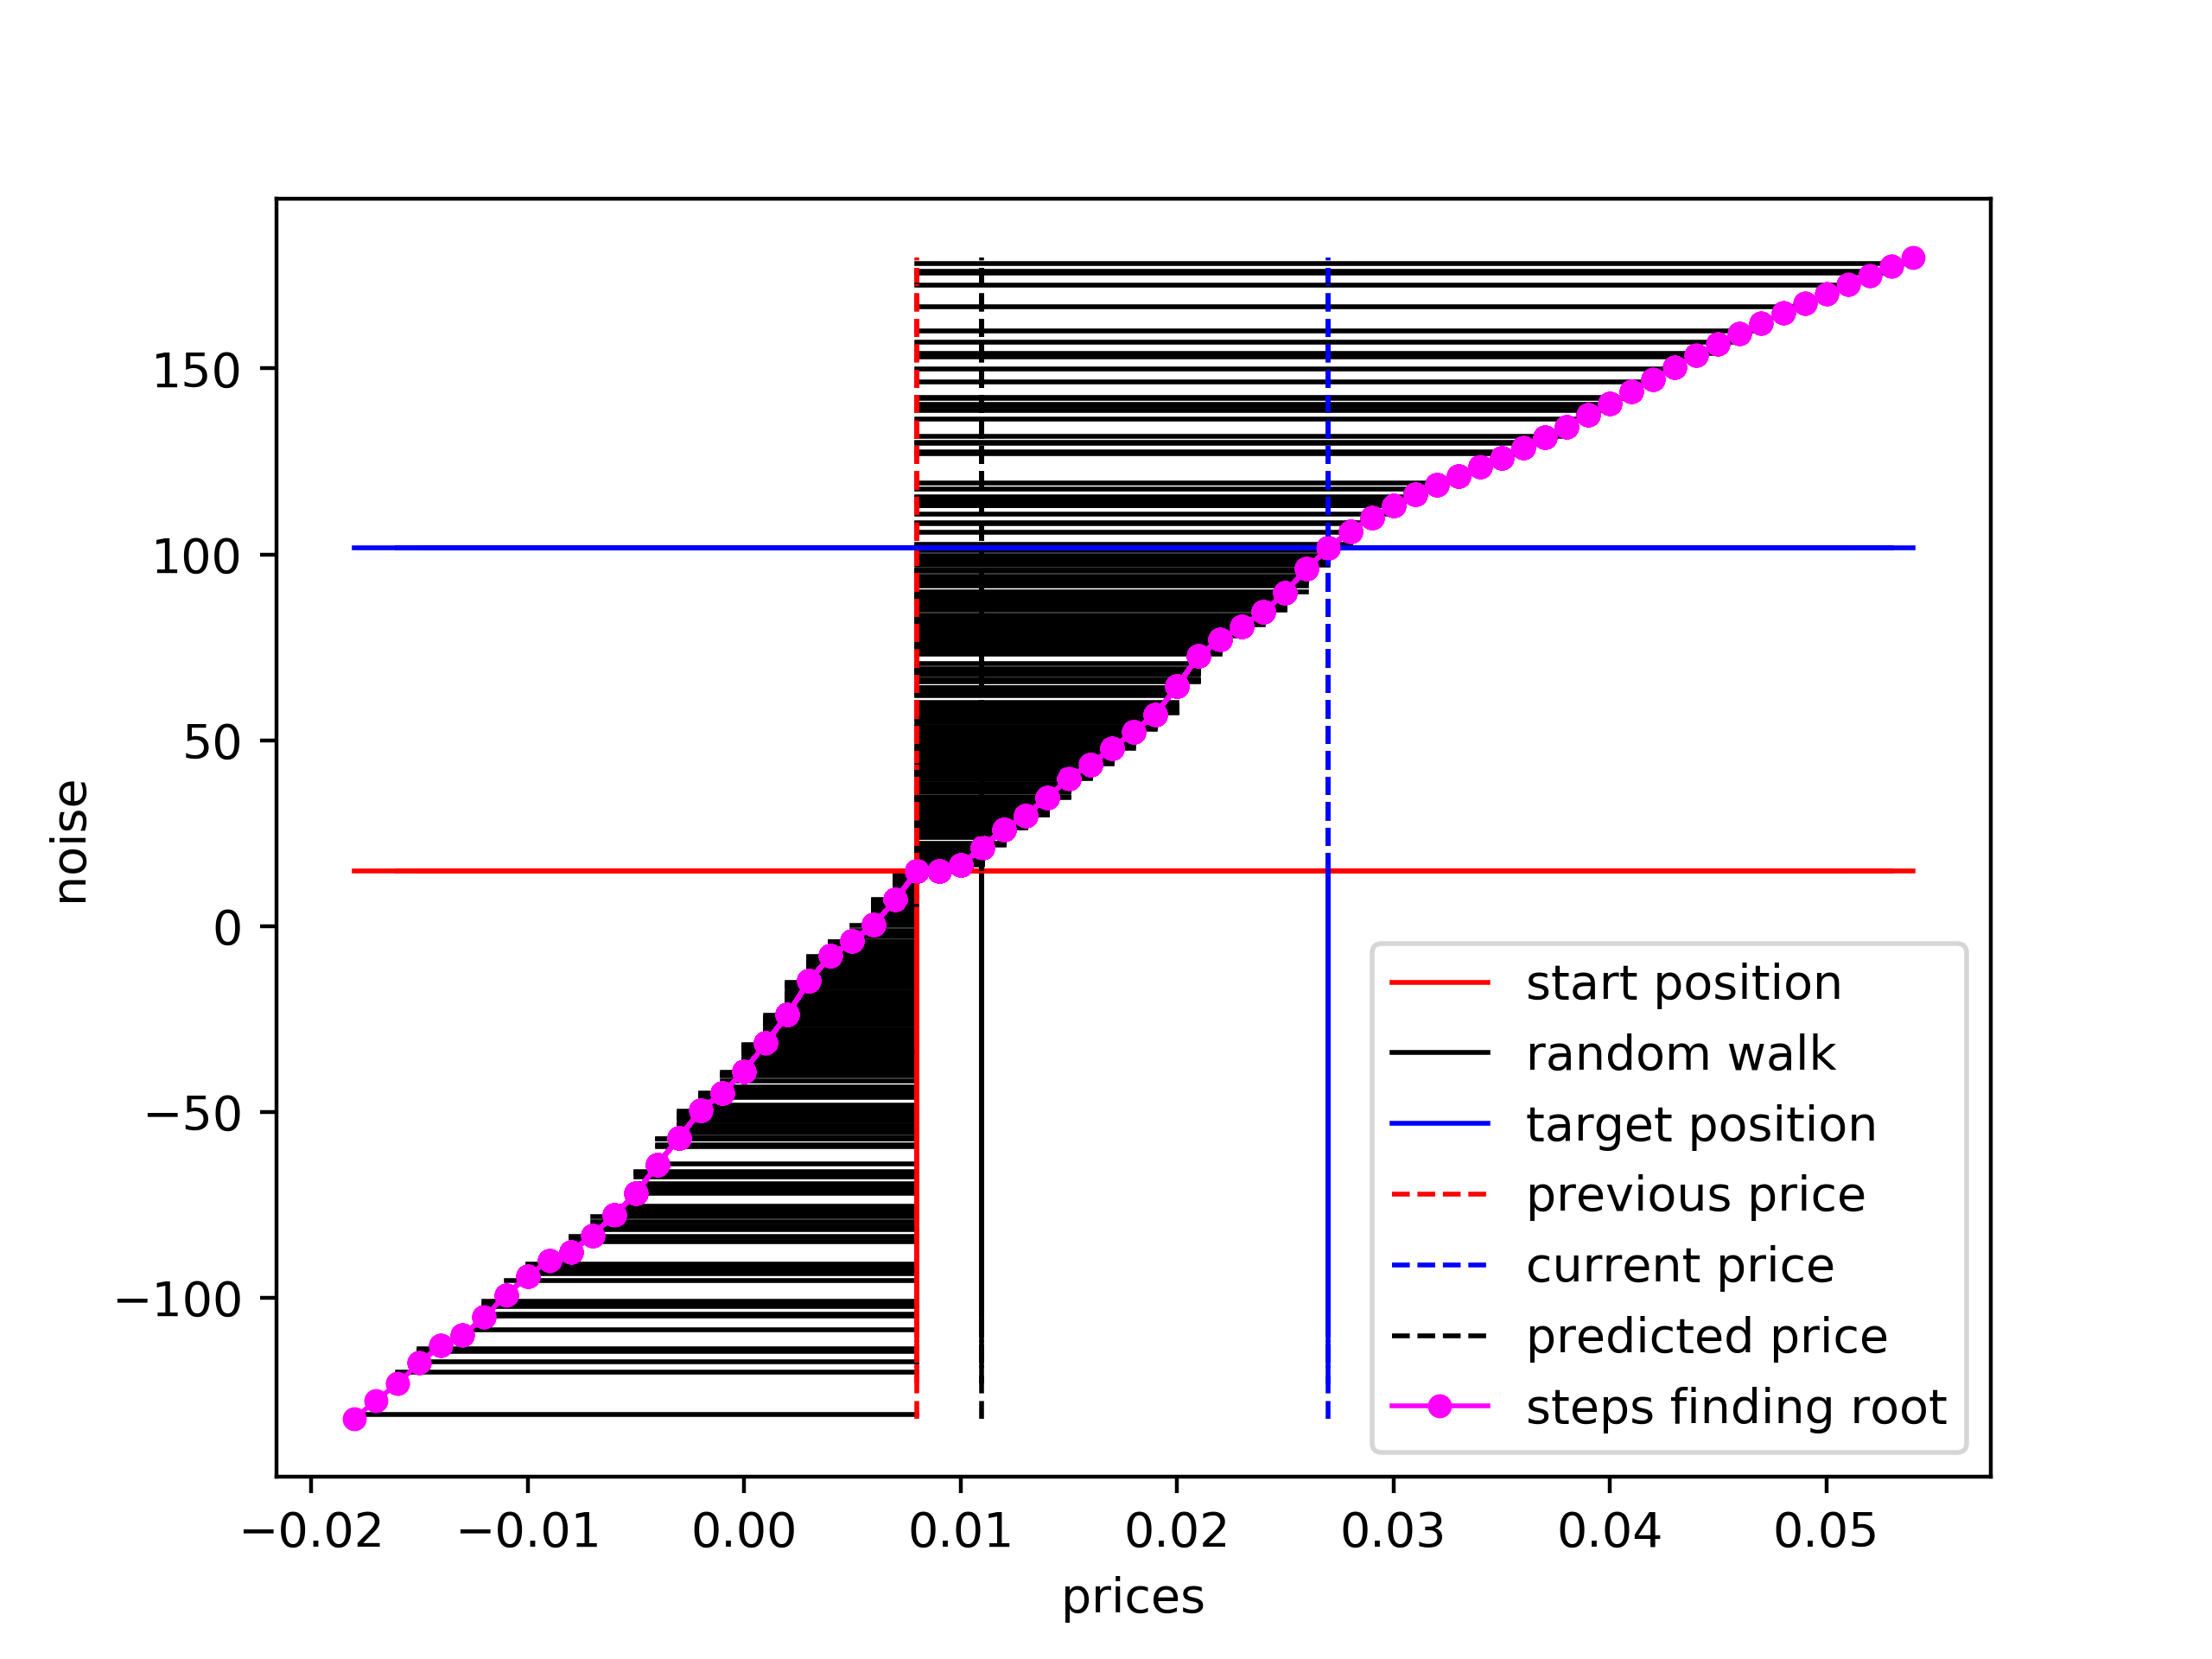 150
100
50
0
−50
−100
noise
start position
random walk
target position
previous price
current price
predicted price
steps finding root
−0.02 −0.01 0.00 0.01 0.02 0.03 0.04 0.05
prices